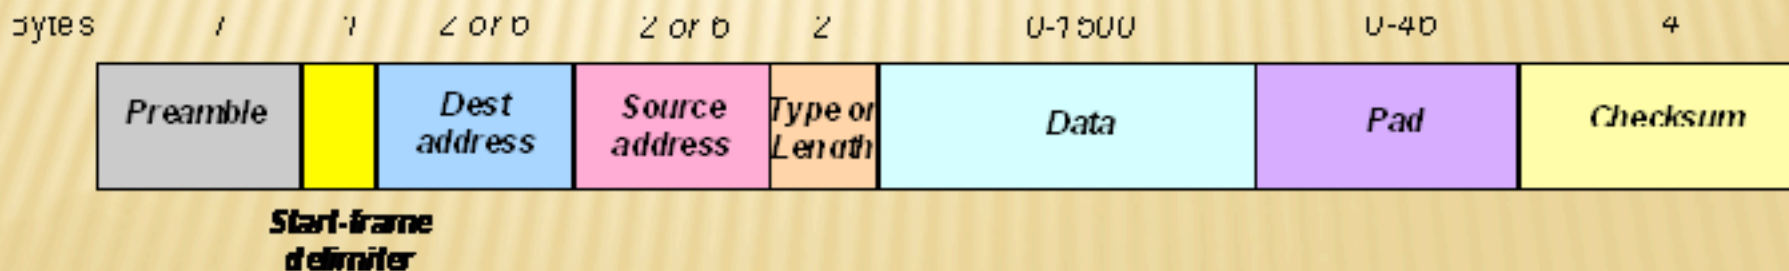 Bytes 7 1 2 or 6 2 or 6 2 0-1500 0-46 4
Preamble
Dest
address
Source
address
Type or
Length
Data
Pad
Checksum
Start-frame
delimiter